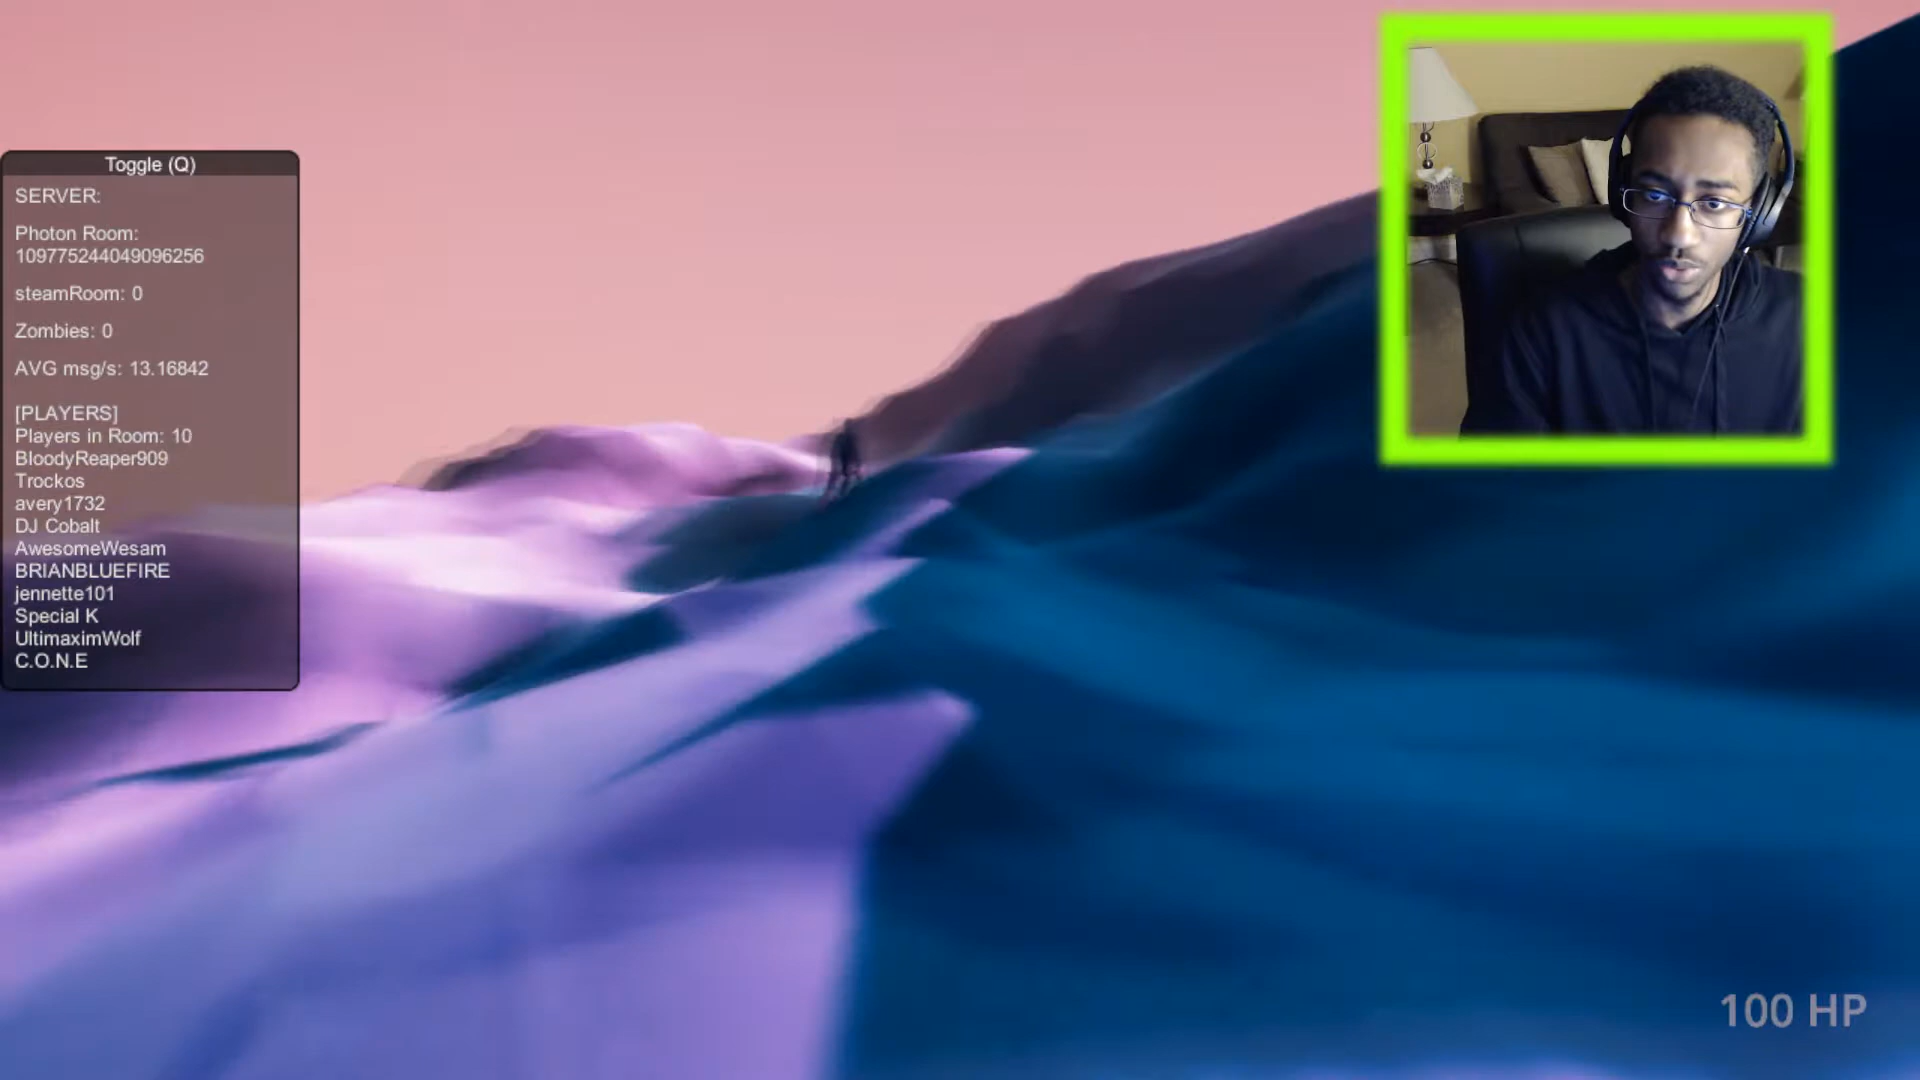 Toggle (Q)
SERVER:
Photon Room:
109775244049096256
steamRoom: 0
Zombies: 0
AVG msg/s: 13.16842
[PLAYERS]
Players in Room: 10
BloodyReaper909
Trockos
avery1732
DJ Cobalt
AwesomeWesam
BRIANBLUEFIRE
jennette101
Special K
UltimaximWolf
C.O.N.E
100 HP